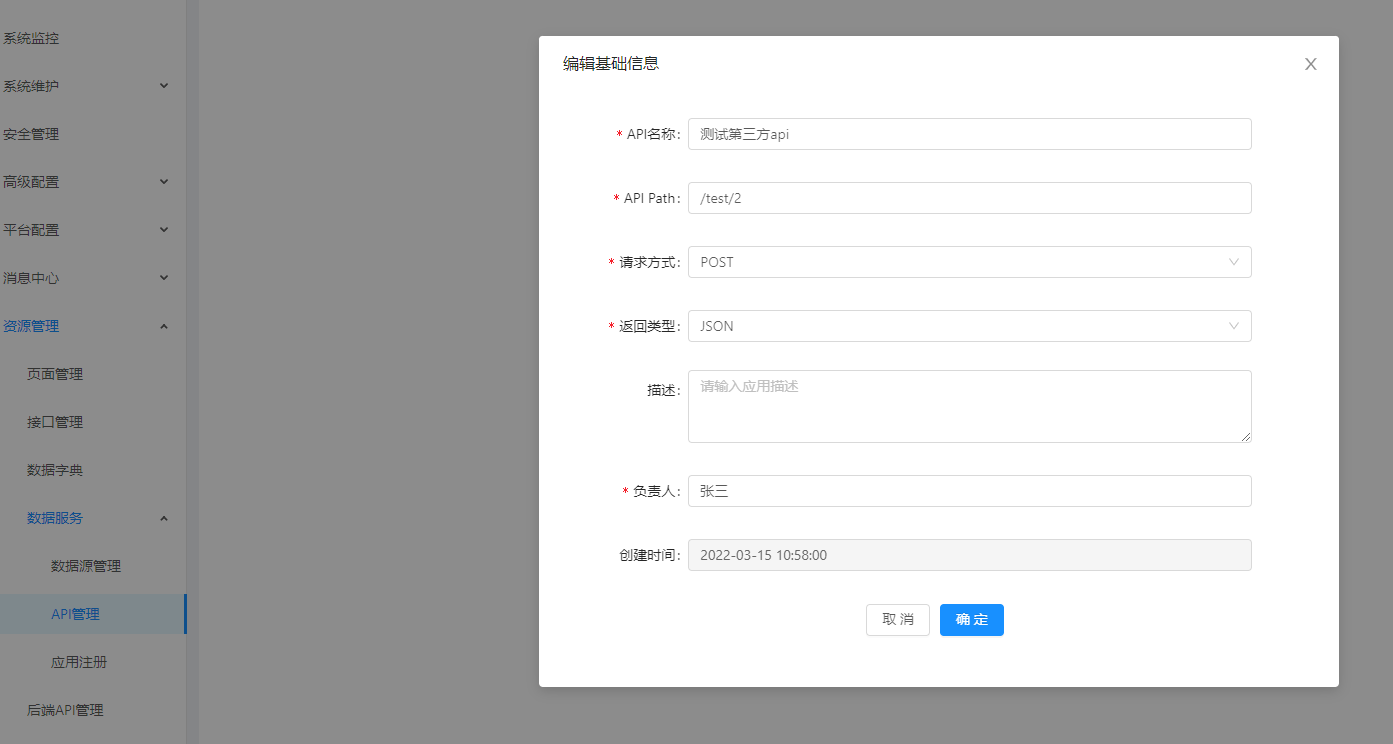 系统监控
系统维护
安全管理
高级配置
平台配置
消息中心
资源管理
页面管理
接口管理
数据字典
数据服务
数据源管理
API管理
应用注册
后端API管理
编辑基础信息
* API名称: 测试第三方api
* API Path: /test/2
* 请求方式: POST
* 返回类型: JSON
描述: 请输入应用描述
* 负责人: 张三
创建时间: 2022-03-15 10:58:00
取 消 确 定